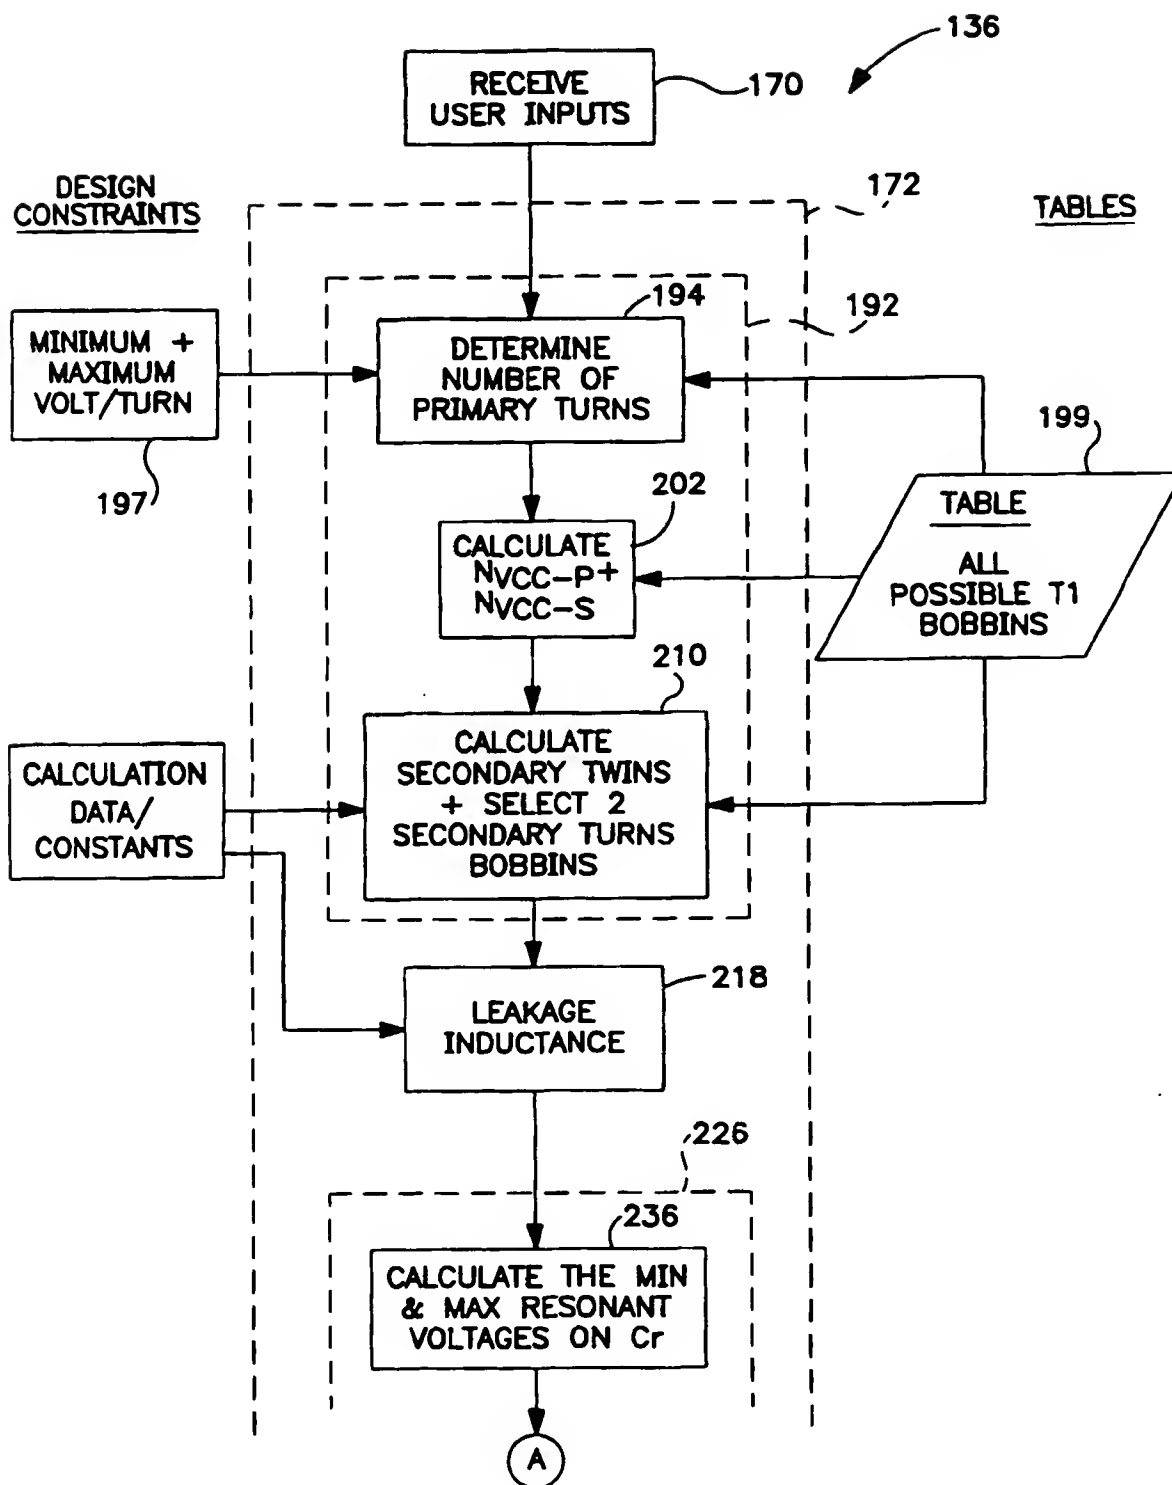 136
RECEIVE
USER INPUTS
170
DESIGN
CONSTRAINTS
172
TABLES
192
194
DETERMINE
NUMBER OF
PRIMARY TURNS
MINIMUM +
MAXIMUM
VOLT/TURN
197
199
TABLE
ALL
POSSIBLE T1
BOBBINS
202
CALCULATE
NVCC-P+
NVCC-S
210
CALCULATE
SECONDARY TWINS
+ SELECT 2
SECONDARY TURNS
BOBBINS
CALCULATION
DATA/
CONSTANTS
218
LEAKAGE
INDUCTANCE
226
236
CALCULATE THE MIN
& MAX RESONANT
VOLTAGES ON Cr
A